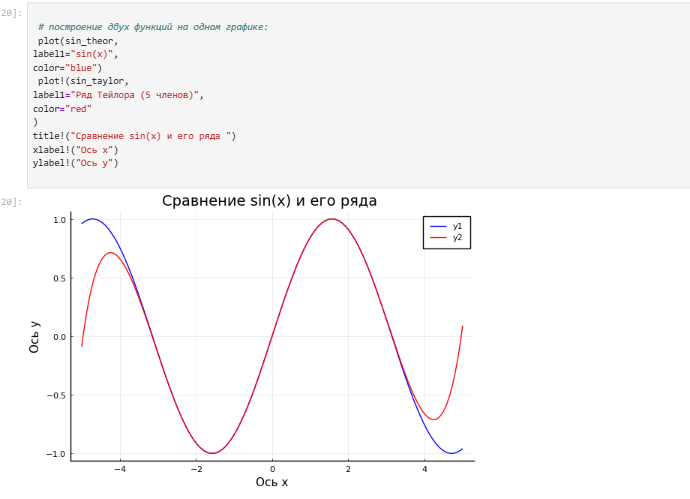 20]:
# построение двух функций на одном графике:
plot(sin_theor,
label1="sin(x)",
color="blue")
plot!(sin_taylor,
label1="Ряд Тейлора (5 членов)",
color="red"
)
title!("Сравнение sin(x) и его ряда ")
xlabel!("Ось x")
ylabel!("Ось y")
20]:
Сравнение sin(x) и его ряда
y1
y2
1.0
0.5
0.0
−0.5
−1.0
Ось y
−4 −2 0 2 4
Ось x